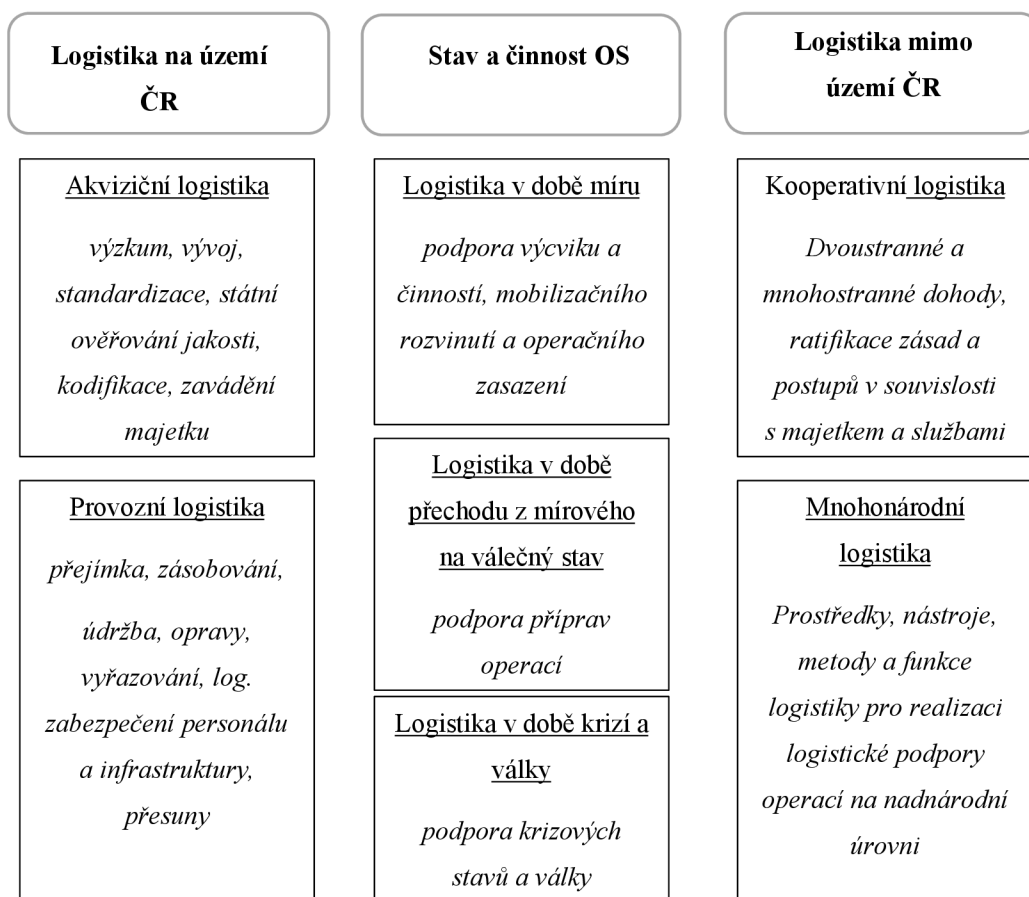 Logistika na území
ČR
Akviziční logistika
výzkum, vývoj,
standardizace, státní
ověřování jakosti,
kodifikace, zavádění
majetku
Provozní logistika
přejímka, zásobování,
údržba, opravy,
vyřazování, log.
zabezpečení personálu
a infrastruktury,
přesuny
Stav a činnost OS
Logistika v době míru
podpora výcviku a
činností, mobilizačního
rozvinutí a operačního
zasazení
Logistika v době
přechodu z mírového
na válečný stav
podpora příprav
operací
Logistika v době krizí a
války
podpora krizových
stavů a války
Logistika mimo
území ČR
Kooperativní logistika
Dvoustranné a
mnohostranné dohody,
ratifikace zásad a
postupů v souvislosti
s majetkem a službami
Mnohonárodní
logistika
Prostředky, nástroje,
metody a funkce
logistiky pro realizaci
logistické podpory
operací na nadnárodní
úrovni